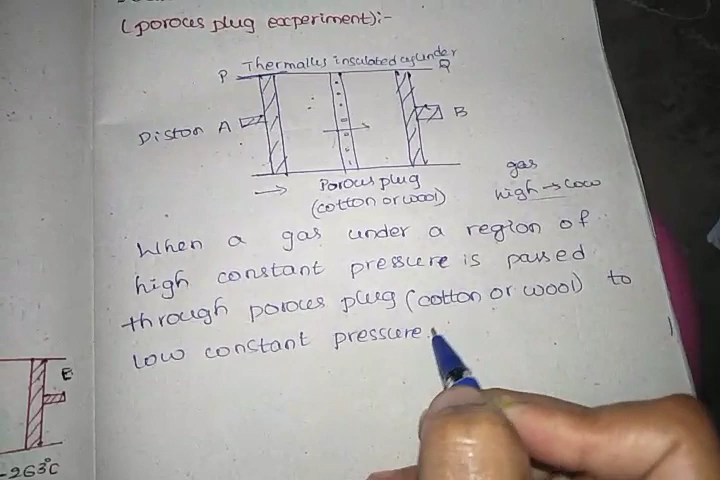 (porous plug experiment):-
Thermally insulated cylinder
P
Q
Piston A
B
Porous plug
(cotton or wool)
gas
high → low
When a gas under a region of
high constant pressure is passed
through porous plug (cotton or wool) to
low constant pressure
E
-263°C